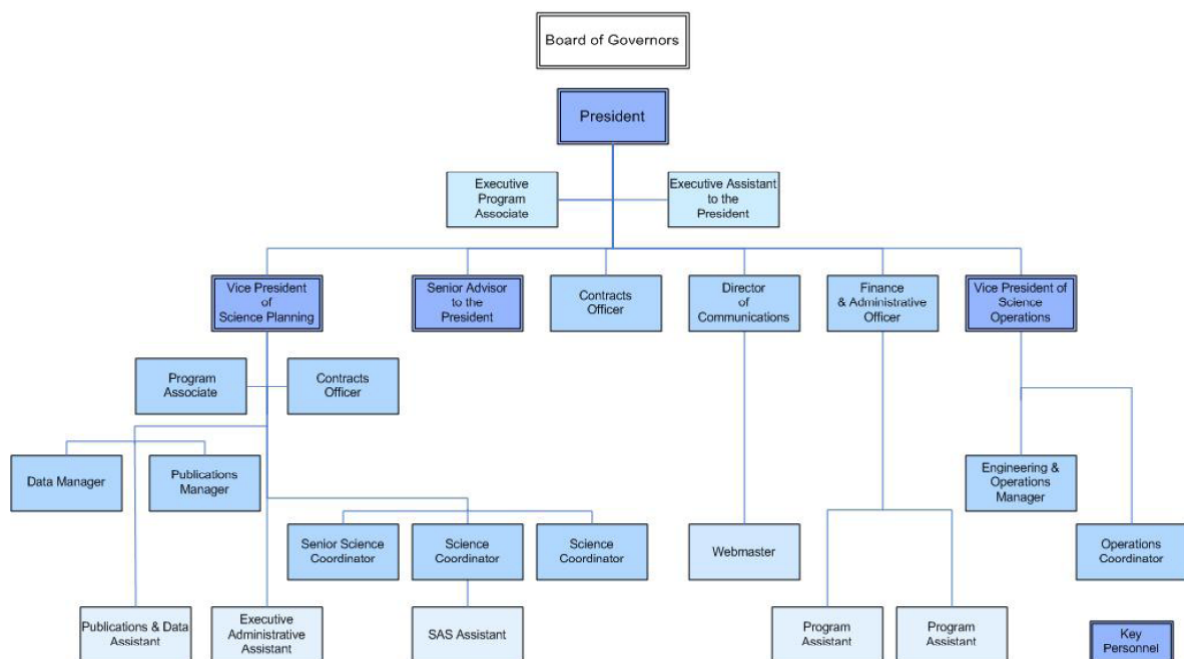 Board of Governors
President
Executive
Program
Associate
Executive Assistant
to the
President
Vice President
of
Science Planning
Senior Advisor
to the
President
Contracts
Officer
Director
of
Communications
Finance
& Administrative
Officer
Vice President of
Science
Operations
Program
Associate
Contracts
Officer
Data Manager
Publications
Manager
Engineering &
Operations
Manager
Senior Science
Coordinator
Science
Coordinator
Science
Coordinator
Webmaster
Operations
Coordinator
Publications & Data
Assistant
Executive
Administrative
Assistant
SAS Assistant
Program
Assistant
Program
Assistant
Key
Personnel